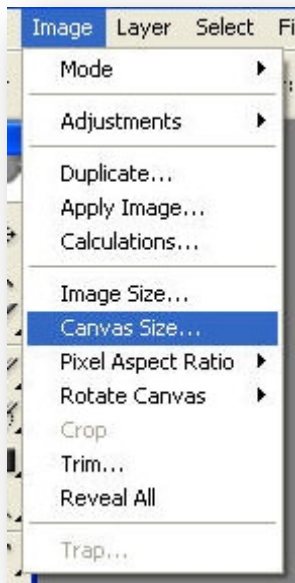 Image Layer Select Fi
Mode
Adjustments
Duplicate...
Apply Image...
Calculations...
Image Size...
Canvas Size...
Pixel Aspect Ratio
Rotate Canvas
Crop
Trim...
Reveal All
Trap...